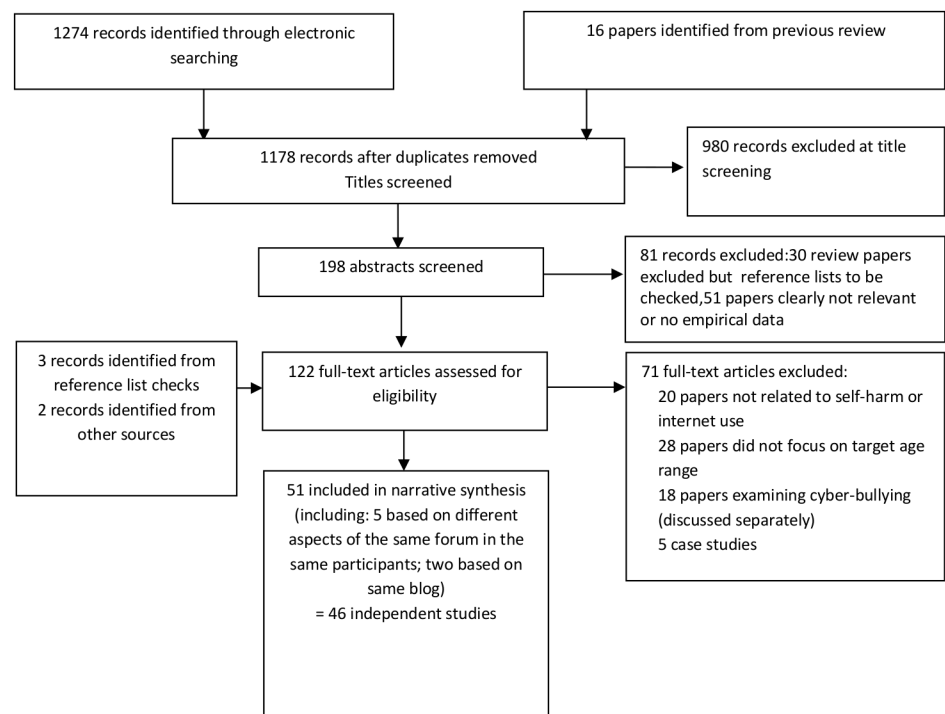 1274 records identified through electronic
searching
16 papers identified from previous review
1178 records after duplicates removed
Titles screened
980 records excluded at title
screening
198 abstracts screened
81 records excluded:30 review papers
excluded but reference lists to be
checked,51 papers clearly not relevant
or no empirical data
3 records identified from
reference list checks
2 records identified from
other sources
122 full-text articles assessed for
eligibility
71 full-text articles excluded:
20 papers not related to self-harm or
internet use
28 papers did not focus on target age
range
18 papers examining cyber-bullying
(discussed separately)
5 case studies
51 included in narrative synthesis
(including: 5 based on different
aspects of the same forum in the
same participants; two based on
same blog)
= 46 independent studies